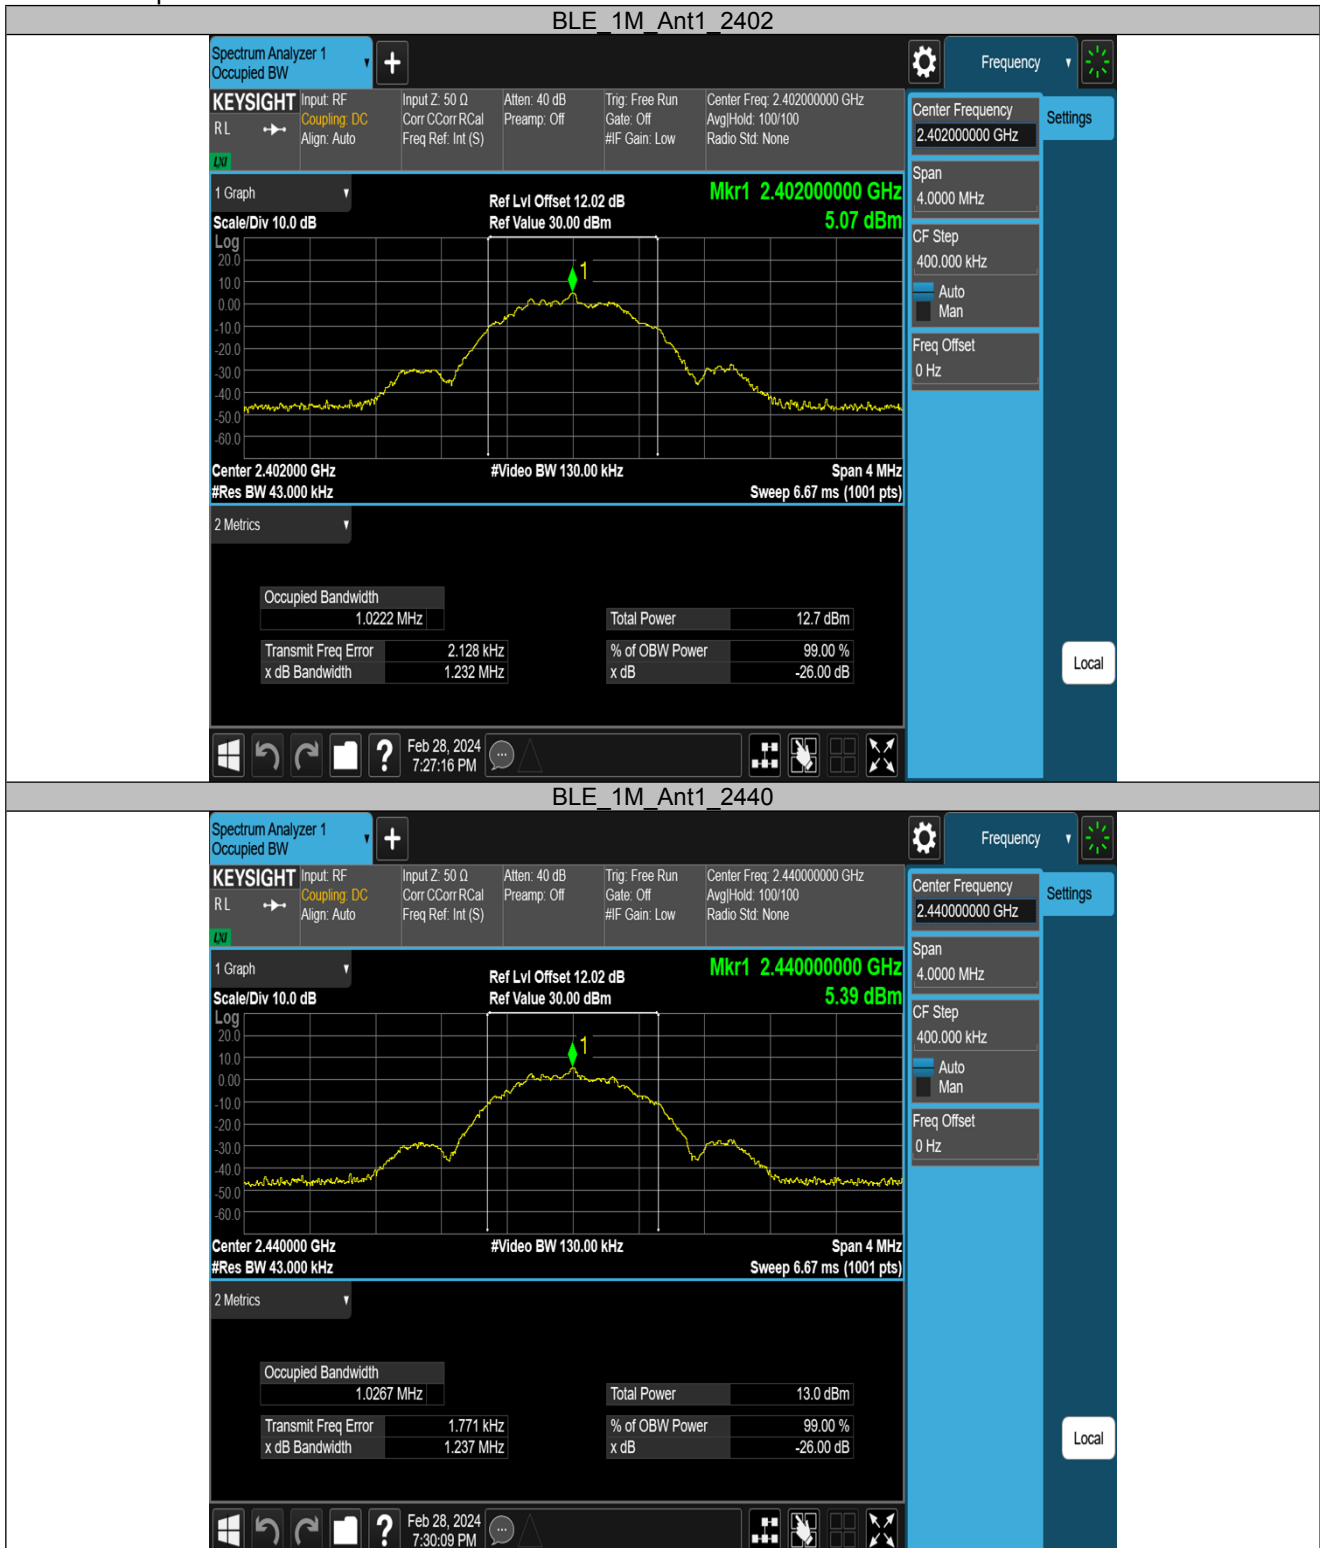 BLE_1M_Ant1_2402
Spectrum Analyzer 1
Occupied BW
Frequency
KEYSIGHT
RL
LXI
Input: RF
Coupling: DC
Align: Auto
Input Z: 50 Ω
Corr CCorr RCal
Freq Ref: Int (S)
Atten: 40 dB
Preamp: Off
Trig: Free Run
Gate: Off
#IF Gain: Low
Center Freq: 2.402000000 GHz
Avg|Hold: 100/100
Radio Std: None
Center Frequency
2.402000000 GHz
Settings
Span
4.0000 MHz
CF Step
400.000 kHz
Auto
Man
Freq Offset
0 Hz
Local
1 Graph
Scale/Div 10.0 dB
Ref Lvl Offset 12.02 dB
Ref Value 30.00 dBm
Mkr1 2.402000000 GHz
5.07 dBm
Log
20.0
10.0
0.00
-10.0
-20.0
-30.0
-40.0
-50.0
-60.0
1
Center 2.402000 GHz
#Res BW 43.000 kHz
#Video BW 130.00 kHz
Span 4 MHz
Sweep 6.67 ms (1001 pts)
2 Metrics
Occupied Bandwidth
1.0222 MHz
Total Power 12.7 dBm
Transmit Freq Error 2.128 kHz
% of OBW Power 99.00 %
x dB Bandwidth 1.232 MHz
x dB -26.00 dB
?
Feb 28, 2024
7:27:16 PM
BLE_1M_Ant1_2440
Spectrum Analyzer 1
Occupied BW
Frequency
KEYSIGHT
RL
LXI
Input: RF
Coupling: DC
Align: Auto
Input Z: 50 Ω
Corr CCorr RCal
Freq Ref: Int (S)
Atten: 40 dB
Preamp: Off
Trig: Free Run
Gate: Off
#IF Gain: Low
Center Freq: 2.440000000 GHz
Avg|Hold: 100/100
Radio Std: None
Center Frequency
2.440000000 GHz
Settings
Span
4.0000 MHz
CF Step
400.000 kHz
Auto
Man
Freq Offset
0 Hz
Local
1 Graph
Scale/Div 10.0 dB
Ref Lvl Offset 12.02 dB
Ref Value 30.00 dBm
Mkr1 2.440000000 GHz
5.39 dBm
Log
20.0
10.0
0.00
-10.0
-20.0
-30.0
-40.0
-50.0
-60.0
1
Center 2.440000 GHz
#Res BW 43.000 kHz
#Video BW 130.00 kHz
Span 4 MHz
Sweep 6.67 ms (1001 pts)
2 Metrics
Occupied Bandwidth
1.0267 MHz
Total Power 13.0 dBm
Transmit Freq Error 1.771 kHz
% of OBW Power 99.00 %
x dB Bandwidth 1.237 MHz
x dB -26.00 dB
?
Feb 28, 2024
7:30:09 PM